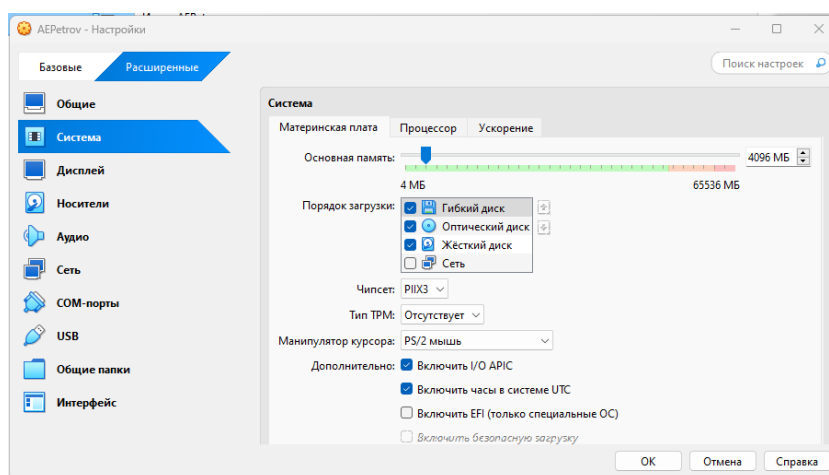 AEPetrov - Настройки
Базовые
Расширенные
Поиск настроек
Общие
Система
Дисплей
Носители
Аудио
Сеть
COM-порты
USB
Общие папки
Интерфейс
Система
Материнская плата Процессор Ускорение
Основная память: 4096 МБ
4 МБ 65536 МБ
Порядок загрузки: Гибкий диск
Оптический диск
Жёсткий диск
Сеть
Чипсет: PIIX3
Тип TPM: Отсутствует
Манипулятор курсора: PS/2 мышь
Дополнительно: Включить I/O APIC
Включить часы в системе UTC
Включить EFI (только специальные ОС)
Включить безопасную загрузку
OK Отмена Справка